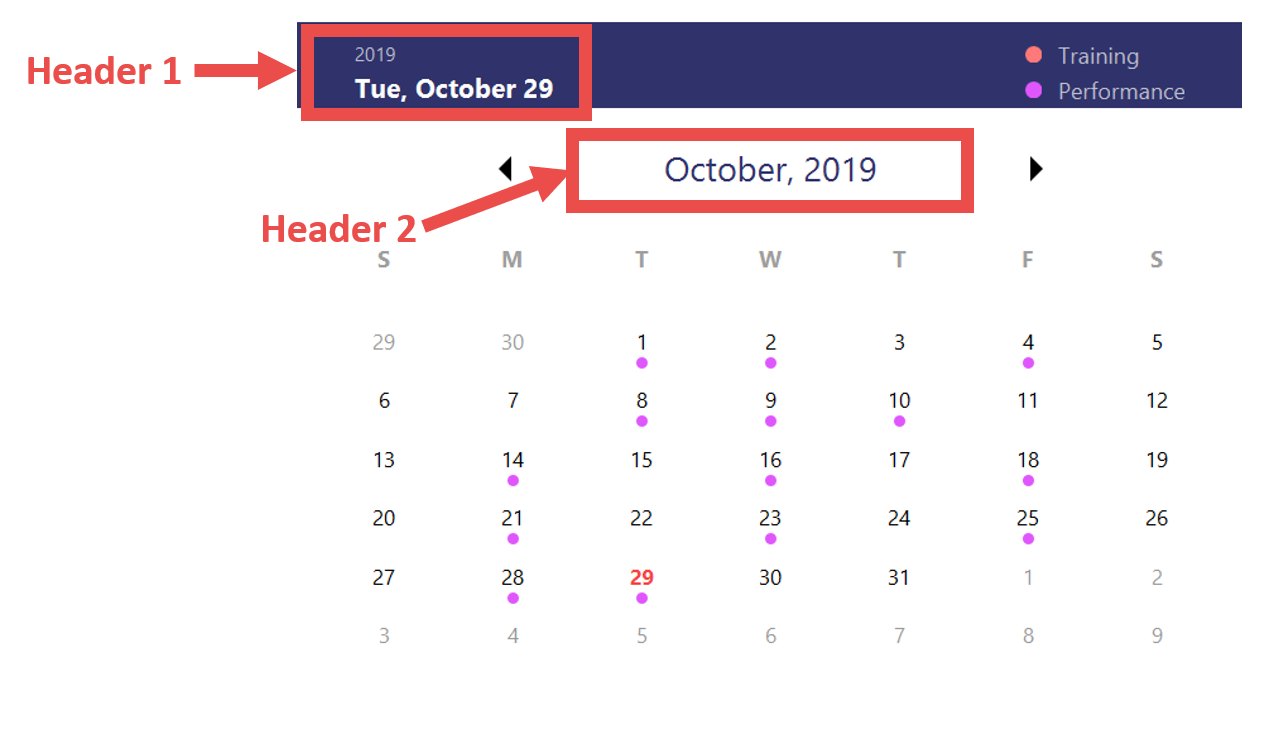 Header 1
2019
Tue, October 29
Training
Performance
October, 2019
Header 2
S M T W T F S
29 30 1 2 3 4 5
6 7 8 9 10 11 12
13 14 15 16 17 18 19
20 21 22 23 24 25 26
27 28 29 30 31 1 2
3 4 5 6 7 8 9